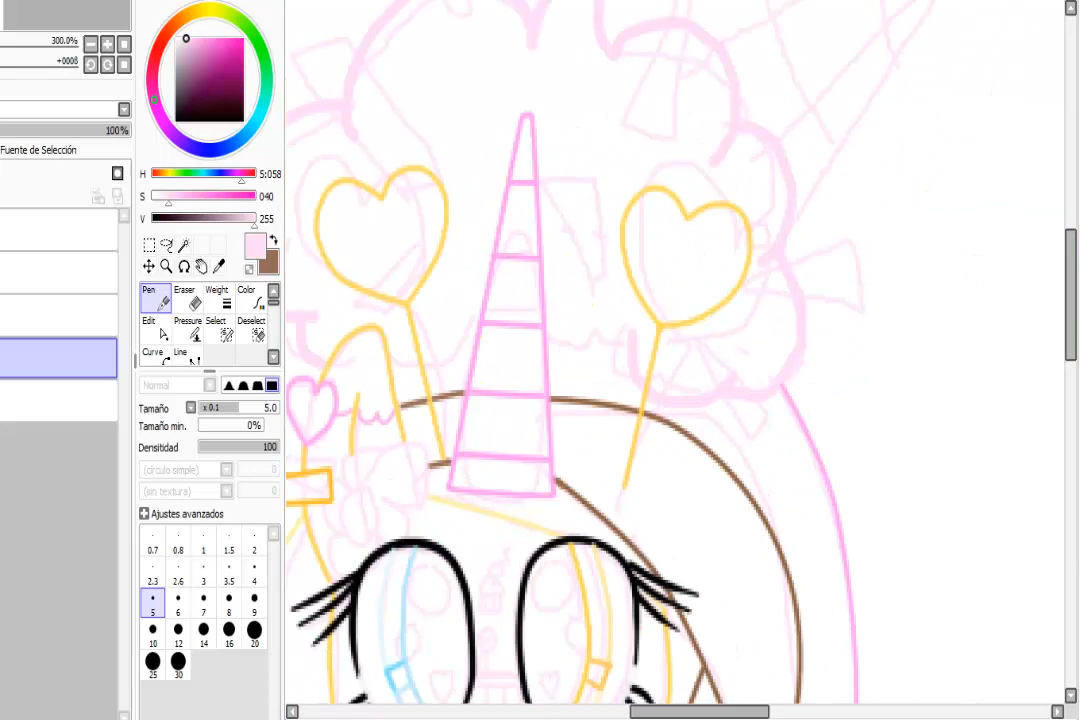 300.0%
+0008
100%
Fuente de Selección
H 5:058
S 040
V 255
Pen Eraser Weight Color
Edit Pressure Select Deselect
Curve Line
Normal
Tamaño x 0.1 5.0
Tamaño min. 0%
Densitidad 100
(circulo simple) 0
(sin textura) 0
Ajustes avanzados
0.7 0.8 1 1.5 2
2.3 2.6 3 3.5 4
5 6 7 8 9
10 12 14 16 20
25 30